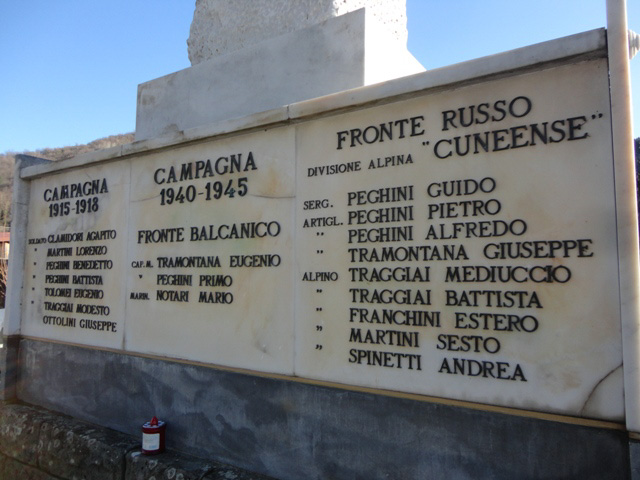 CAMPAGNA
1915-1918
SOLDATO CLAMIDORI AGAPITO
" MARTINI LORENZO
" PEGHINI BENEDETTO
" PEGHINI BATTISTA
" TOLOMEI EUGENIO
" TRAGGIAI MODESTO
OTTOLINI GIUSEPPE
CAMPAGNA
1940-1945
FRONTE BALCANICO
CAP. M. TRAMONTANA EUGENIO
" PEGHINI PRIMO
MARIN. NOTARI MARIO
FRONTE RUSSO
DIVISIONE ALPINA "CUNEENSE"
SERG. PEGHINI GUIDO
ARTIGL. PEGHINI PIETRO
" PEGHINI ALFREDO
" TRAMONTANA GIUSEPPE
ALPINO TRAGGIAI MEDIUCCIO
" TRAGGIAI BATTISTA
" FRANCHINI ESTERO
" MARTINI SESTO
" SPINETTI ANDREA